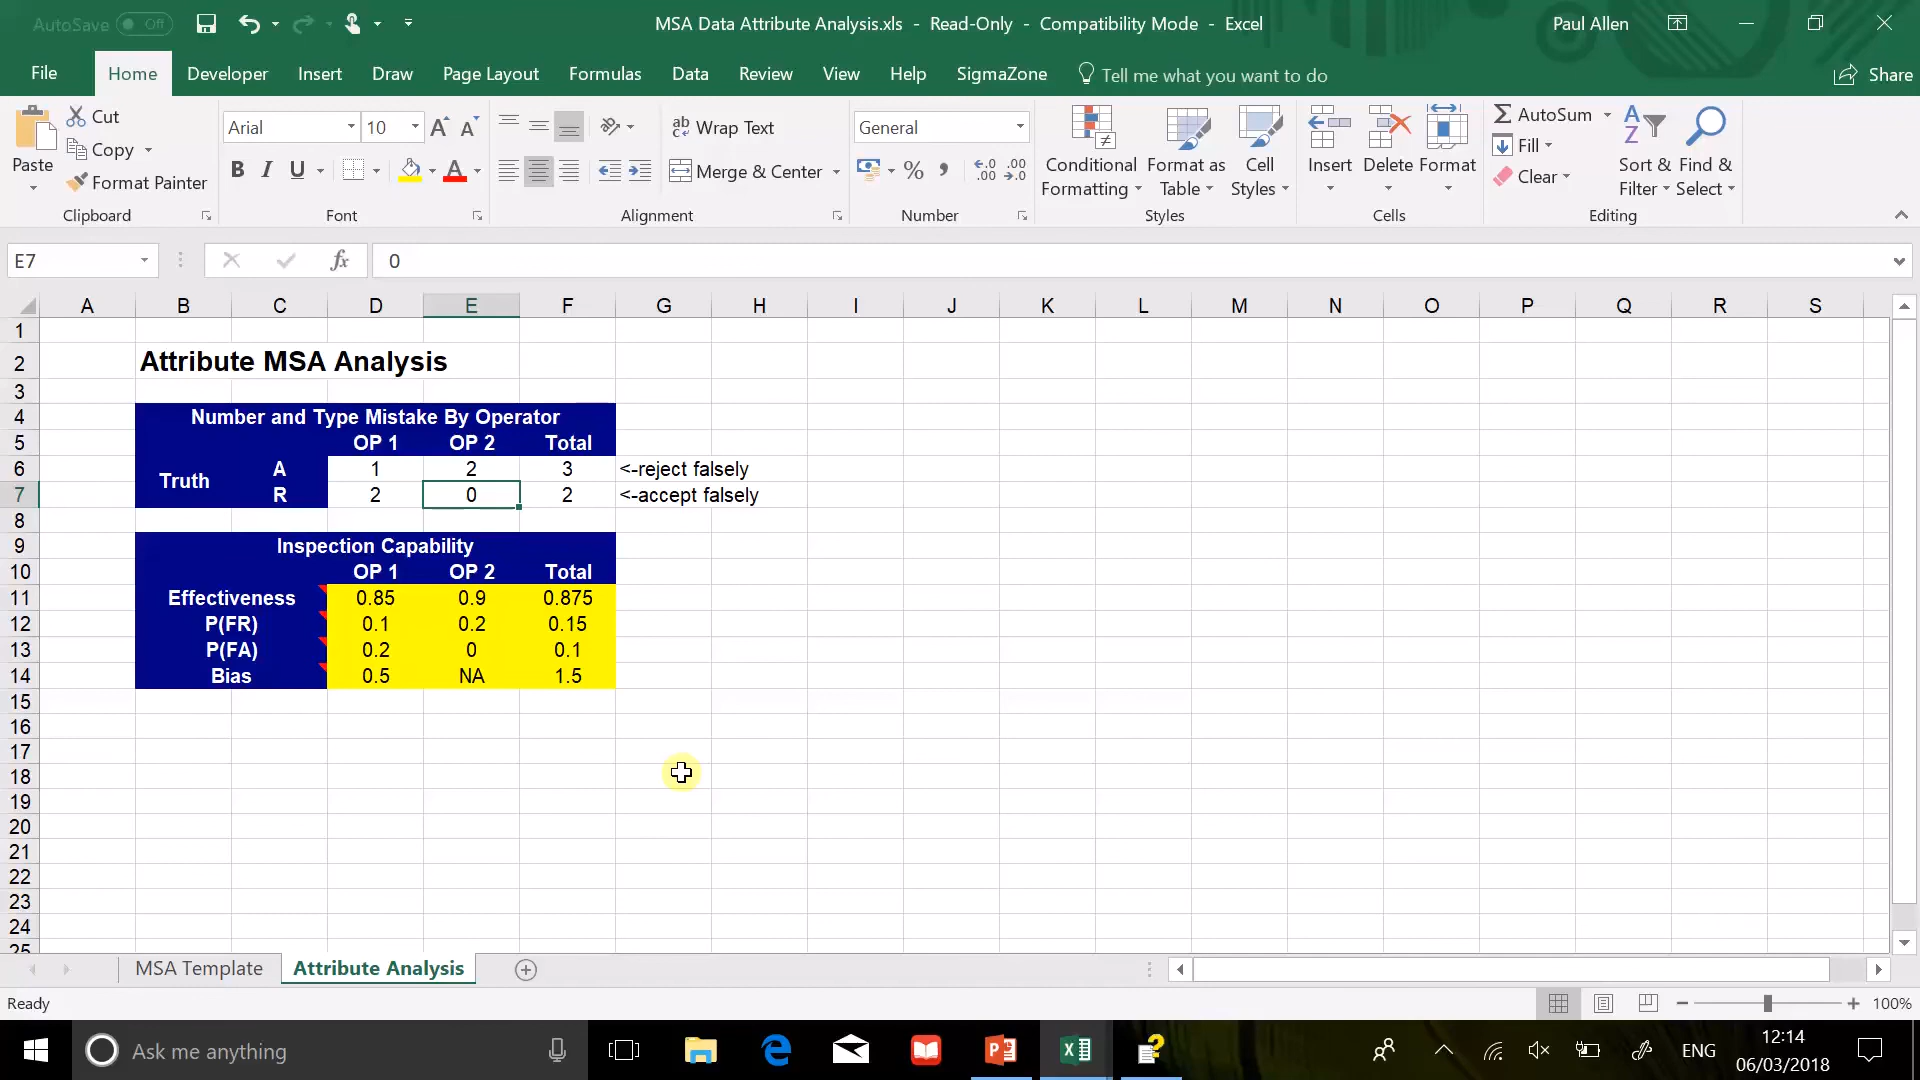 AutoSave Off
MSA Data Attribute Analysis.xls - Read-Only - Compatibility Mode - Excel
Paul Allen
File Home Developer Insert Draw Page Layout Formulas Data Review View Help SigmaZone Tell me what you want to do Share
Paste
Cut
Copy
Format Painter
Clipboard
Arial 10
B I U
Font
Wrap Text
Merge & Center
Alignment
General
%
Number
Conditional Formatting
Format as Table
Cell Styles
Styles
Insert
Delete
Format
Cells
AutoSum
Fill
Clear
Sort & Filter
Find & Select
Editing
E7 fx 0
A B C D E F G H I J K L M N O P Q R S
1
2 Attribute MSA Analysis
3
4 Number and Type Mistake By Operator
5 OP 1 OP 2 Total
6 A 1 2 3 <-reject falsely
Truth
7 R 2 0 2 <-accept falsely
8
9 Inspection Capability
10 OP 1 OP 2 Total
11 Effectiveness 0.85 0.9 0.875
12 P(FR) 0.1 0.2 0.15
13 P(FA) 0.2 0 0.1
14 Bias 0.5 NA 1.5
15
16
17
18
19
20
21
22
23
24
25
MSA Template Attribute Analysis
Ready
100%
Ask me anything
ENG
12:14
06/03/2018